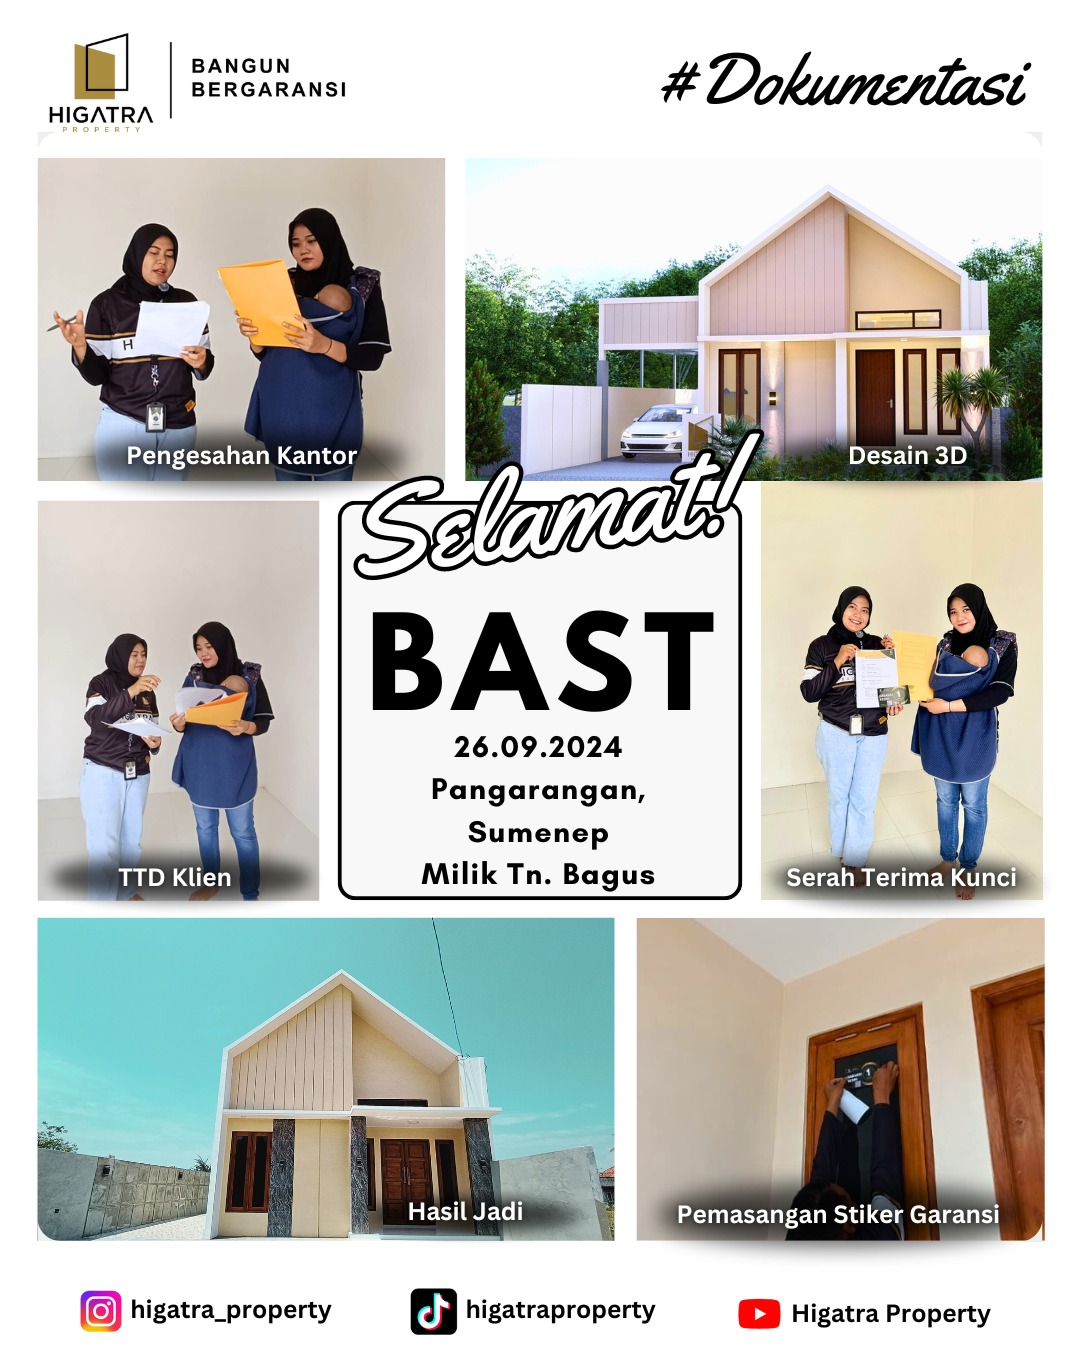 HIGATRA
PROPERTY
BANGUN
BERGARANSI
#Dokumentasi
Pengesahan Kantor
Desain 3D
Selamat!
BAST
26.09.2024
Pangarangan,
Sumenep
Milik Tn. Bagus
TTD Klien
Serah Terima Kunci
Hasil Jadi
Pemasangan Stiker Garansi
higatra_property
higatraproperty
Higatra Property